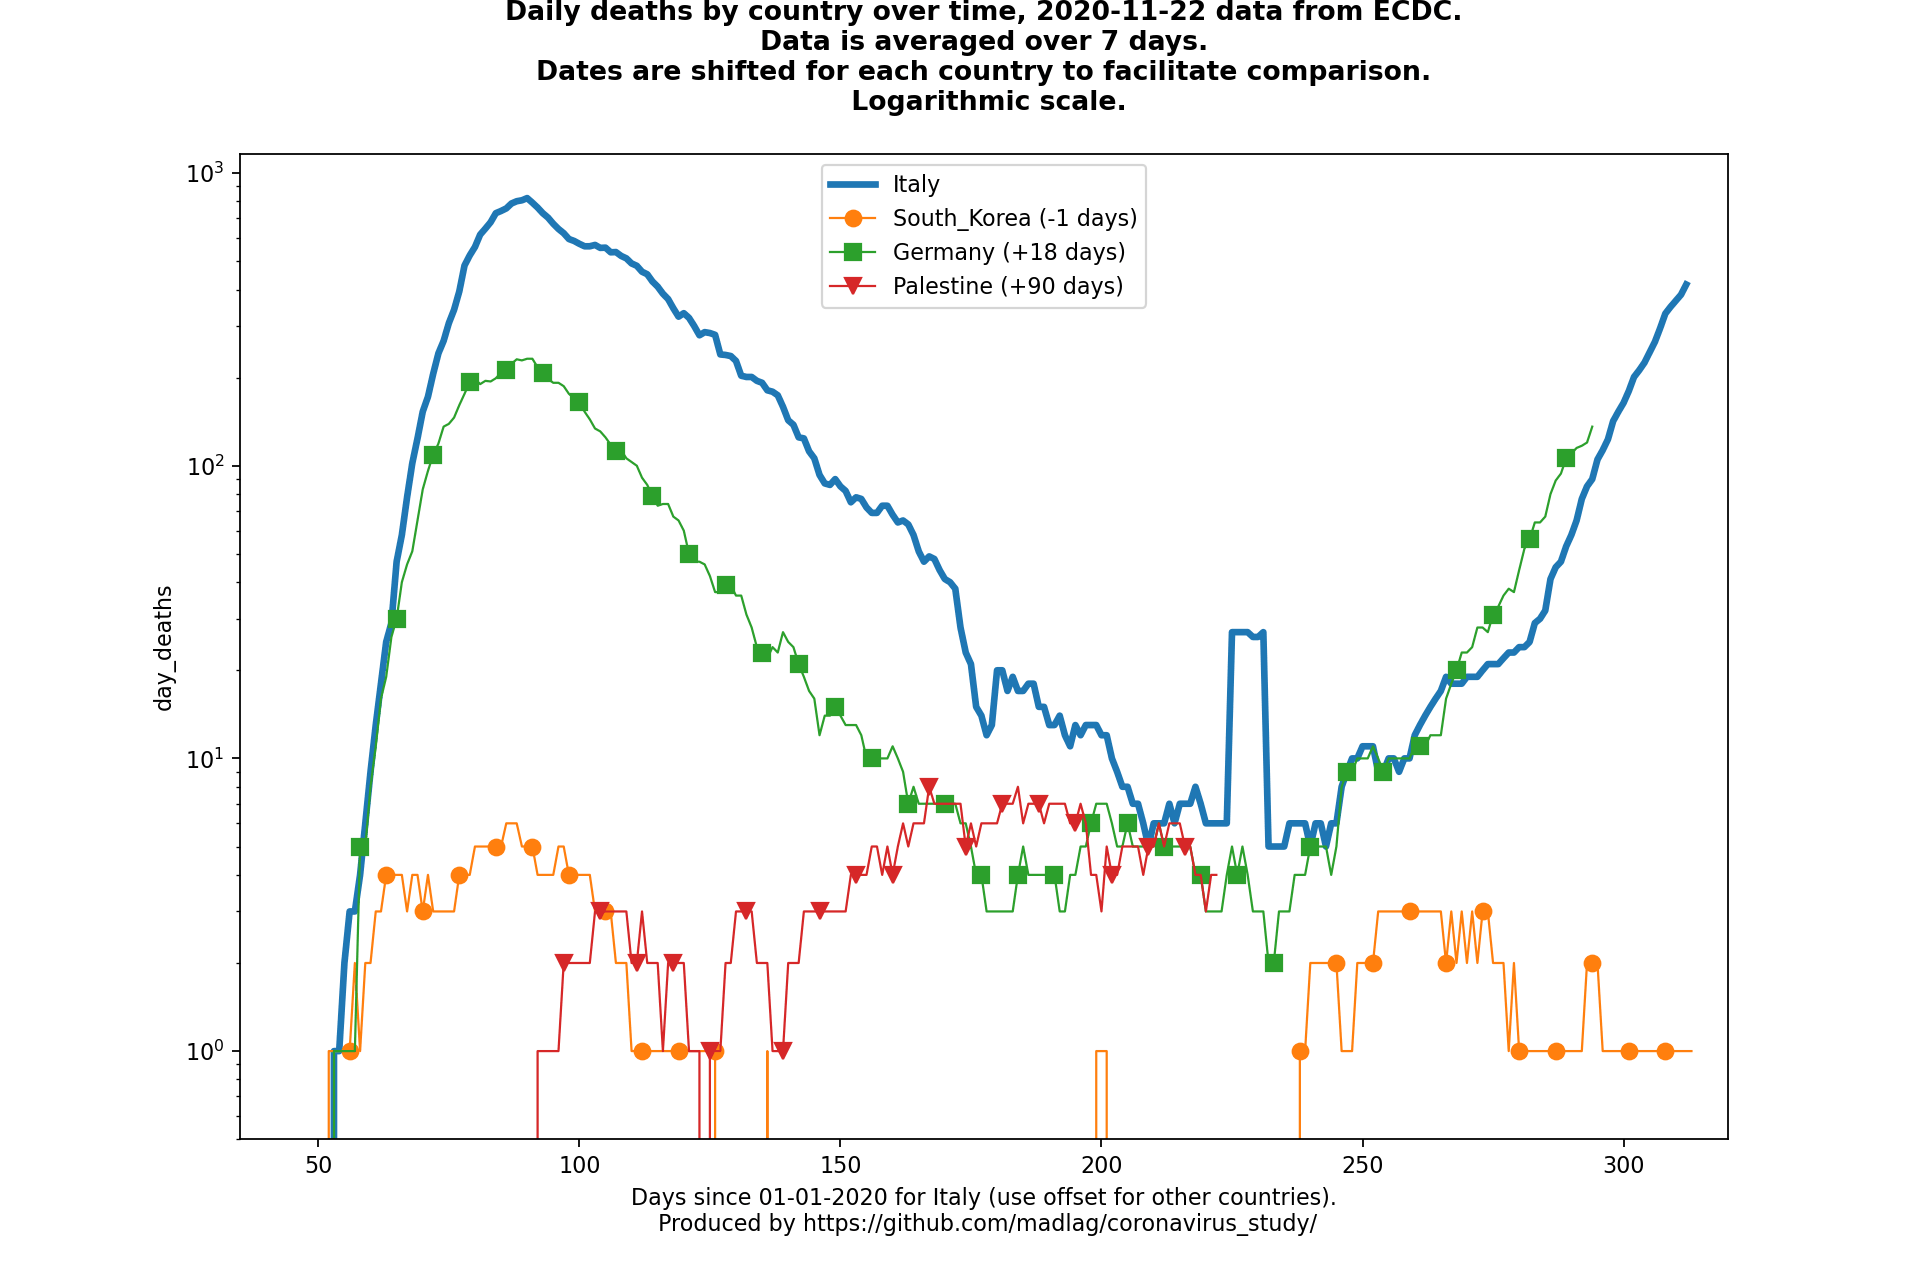 Daily deaths by country over time, 2020-11-22 data from ECDC.
Data is averaged over 7 days.
Dates are shifted for each country to facilitate comparison.
Logarithmic scale.
10³
Italy
South_Korea (-1 days)
Germany (+18 days)
Palestine (+90 days)
10²
day_deaths
10¹
10⁰
50 100 150 200 250 300
Days since 01-01-2020 for Italy (use offset for other countries).
Produced by https://github.com/madlag/coronavirus_study/